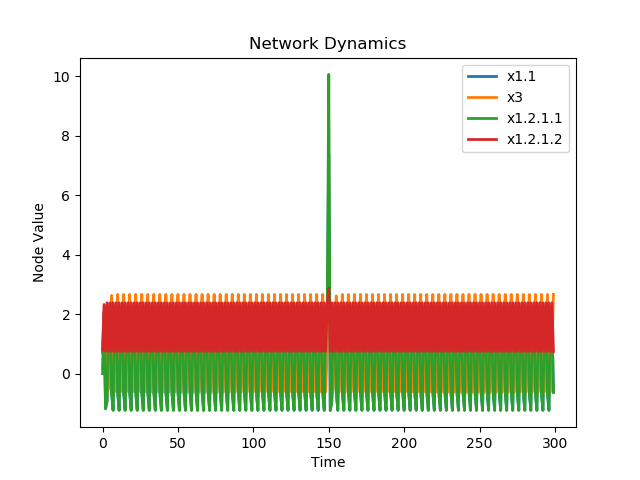 Network Dynamics
x1.1
x3
x1.2.1.1
x1.2.1.2
Node Value
10
8
6
4
2
0
0 50 100 150 200 250 300
Time